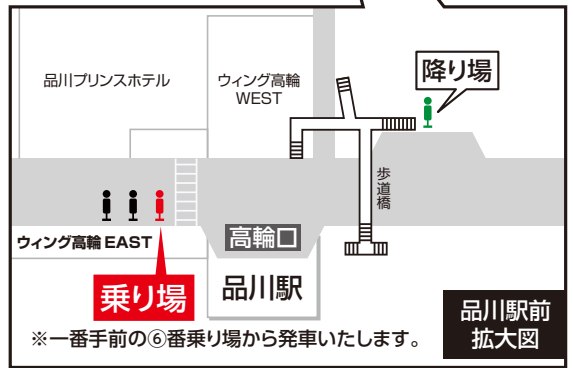 品川プリンスホテル
ウィング高輪
WEST
降り場
歩道橋
ウィング高輪 EAST
高輪口
乗り場
品川駅
※一番手前の⑥番乗り場から発車いたします。
品川駅前
拡大図